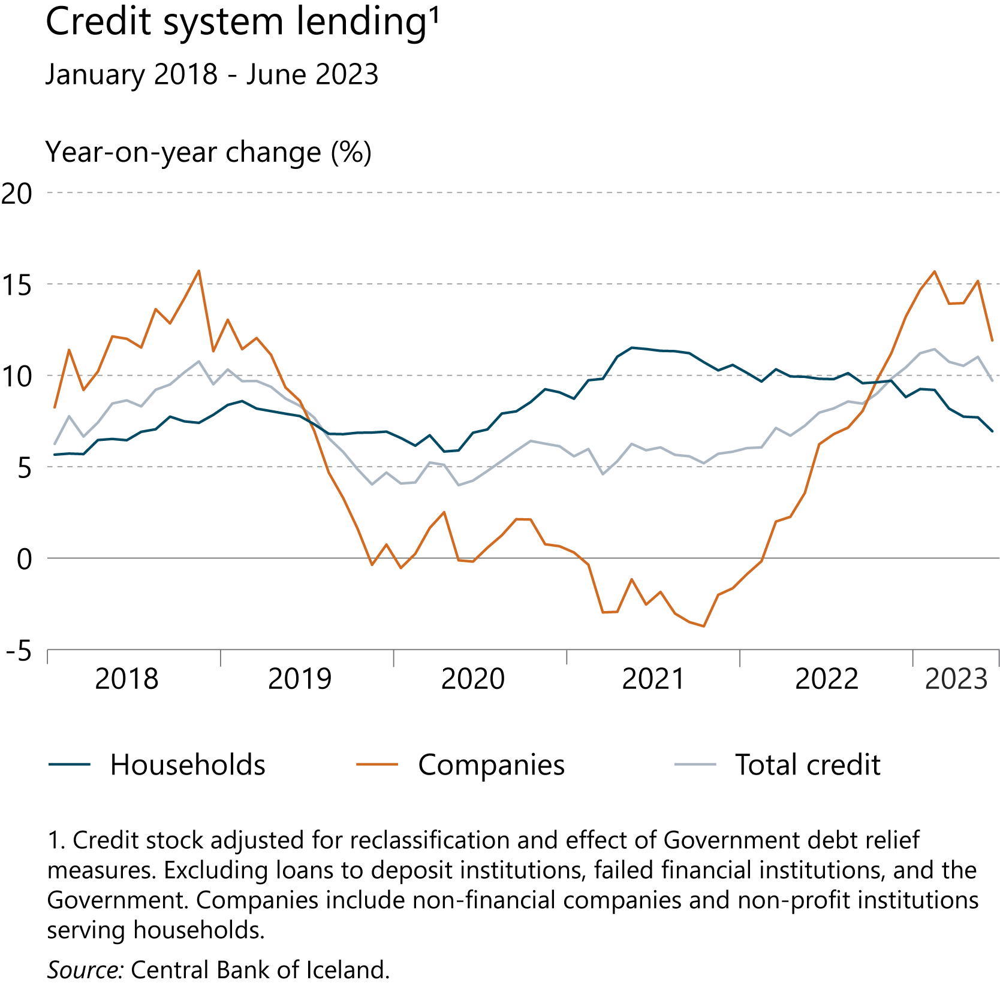 Credit system lending¹
January 2018 - June 2023
Year-on-year change (%)
20
15
10
5
0
-5
2018 2019 2020 2021 2022 2023
Households Companies Total credit
1. Credit stock adjusted for reclassification and effect of Government debt relief
measures. Excluding loans to deposit institutions, failed financial institutions, and the
Government. Companies include non-financial companies and non-profit institutions
serving households.
Source: Central Bank of Iceland.